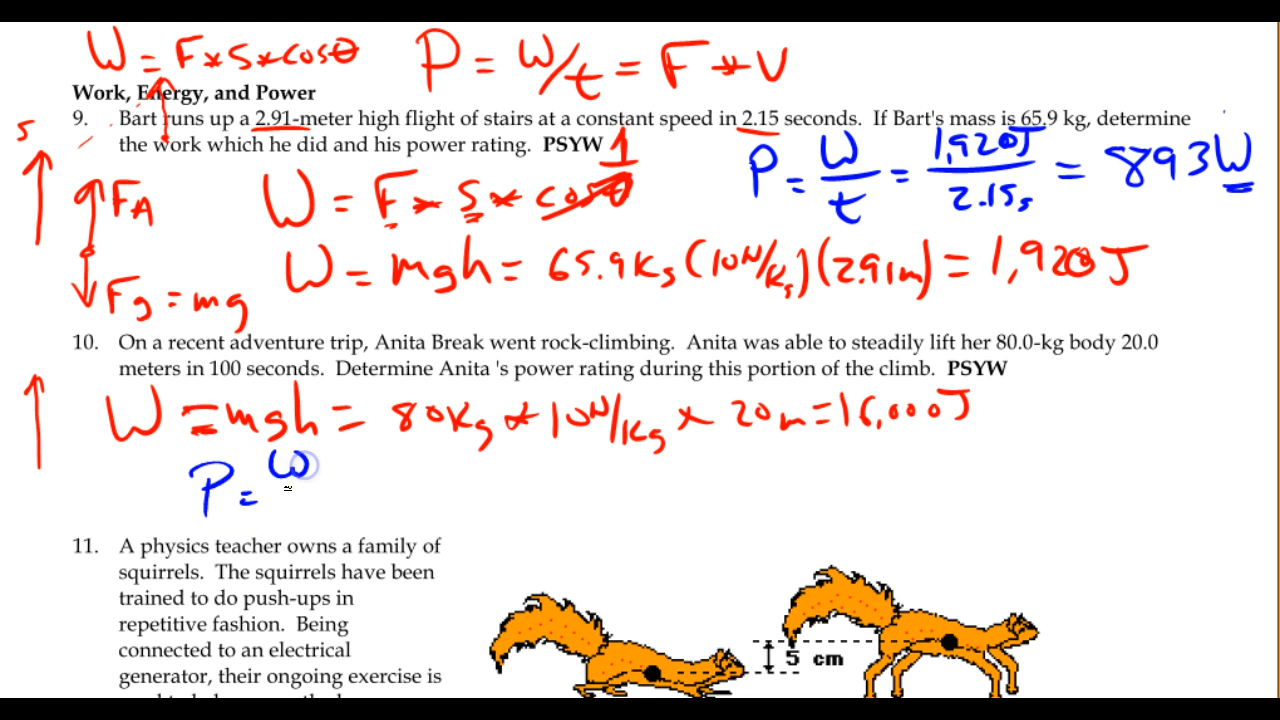 W = F * S * cosθ P = W/t = F * V
Work, Energy, and Power
9. Bart runs up a 2.91-meter high flight of stairs at a constant speed in 2.15 seconds. If Bart's mass is 65.9 kg, determine
the work which he did and his power rating. PSYW
S
FA
W = F * S * cosθ 1
P = W/t = 1,920J/2.15s = 893W
W = mgh = 65.9Kg (10N/Kg)(2.91m) = 1,920J
Fg = mg
10. On a recent adventure trip, Anita Break went rock-climbing. Anita was able to steadily lift her 80.0-kg body 20.0
meters in 100 seconds. Determine Anita 's power rating during this portion of the climb. PSYW
W = mgh = 80Kg * 10N/Kg * 20m = 16,000J
P = W
11. A physics teacher owns a family of
squirrels. The squirrels have been
trained to do push-ups in
repetitive fashion. Being
connected to an electrical
generator, their ongoing exercise is
5 cm